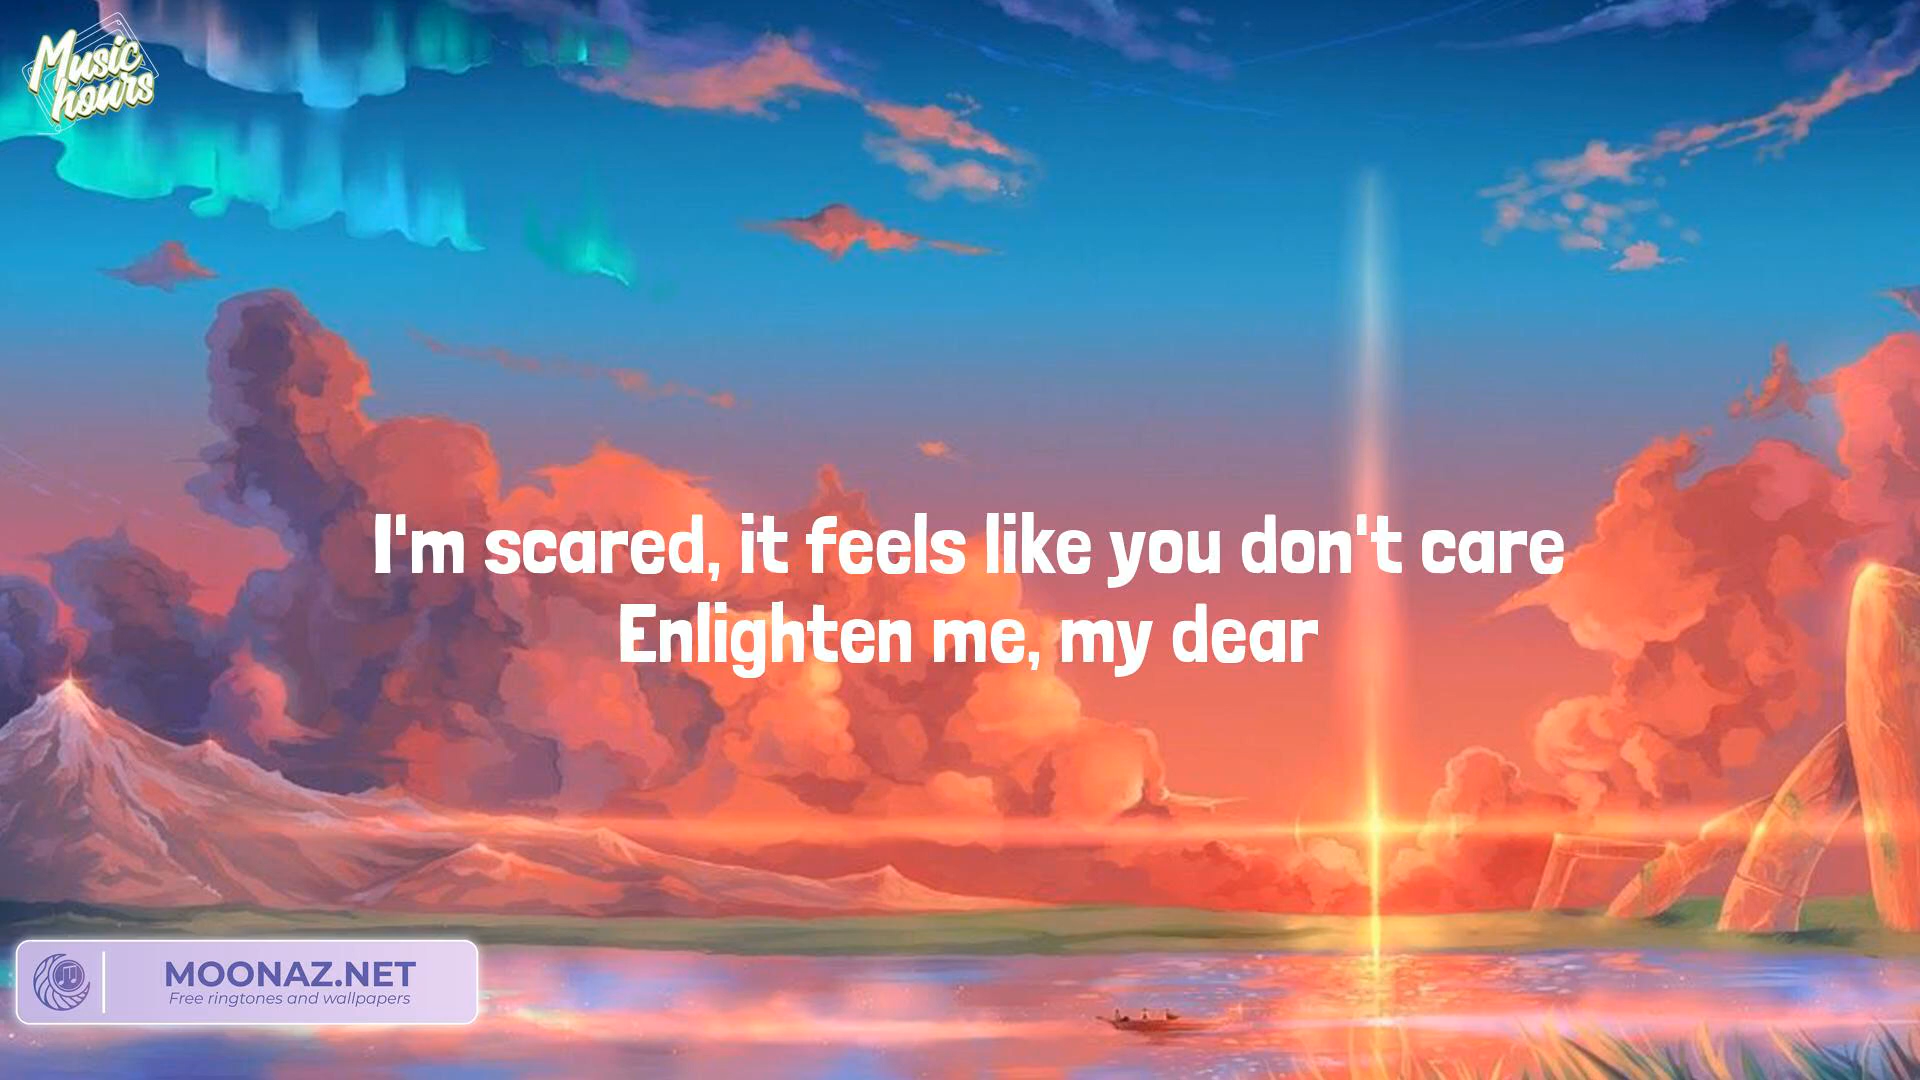 Music
hours
I'm scared, it feels like you don't care
Enlighten me, my dear
MOONAZ.NET
Free ringtones and wallpapers